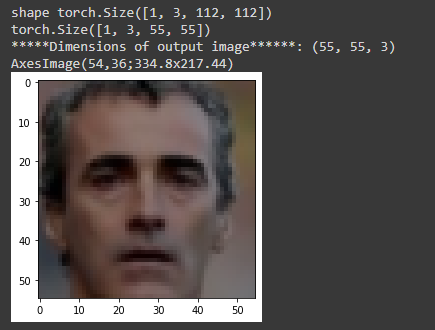 shape torch.Size([1, 3, 112, 112])
torch.Size([1, 3, 55, 55])
*****Dimensions of output image******: (55, 55, 3)
AxesImage(54,36;334.8x217.44)
0
10
20
30
40
50
0 10 20 30 40 50